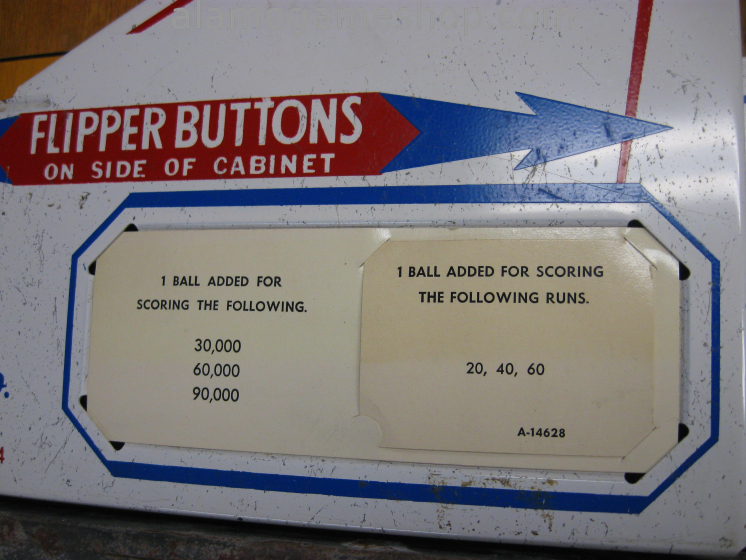 FLIPPER BUTTONS
ON SIDE OF CABINET
1 BALL ADDED FOR
SCORING THE FOLLOWING.
30,000
60,000
90,000
1 BALL ADDED FOR SCORING
THE FOLLOWING RUNS.
20, 40, 60
A-14628